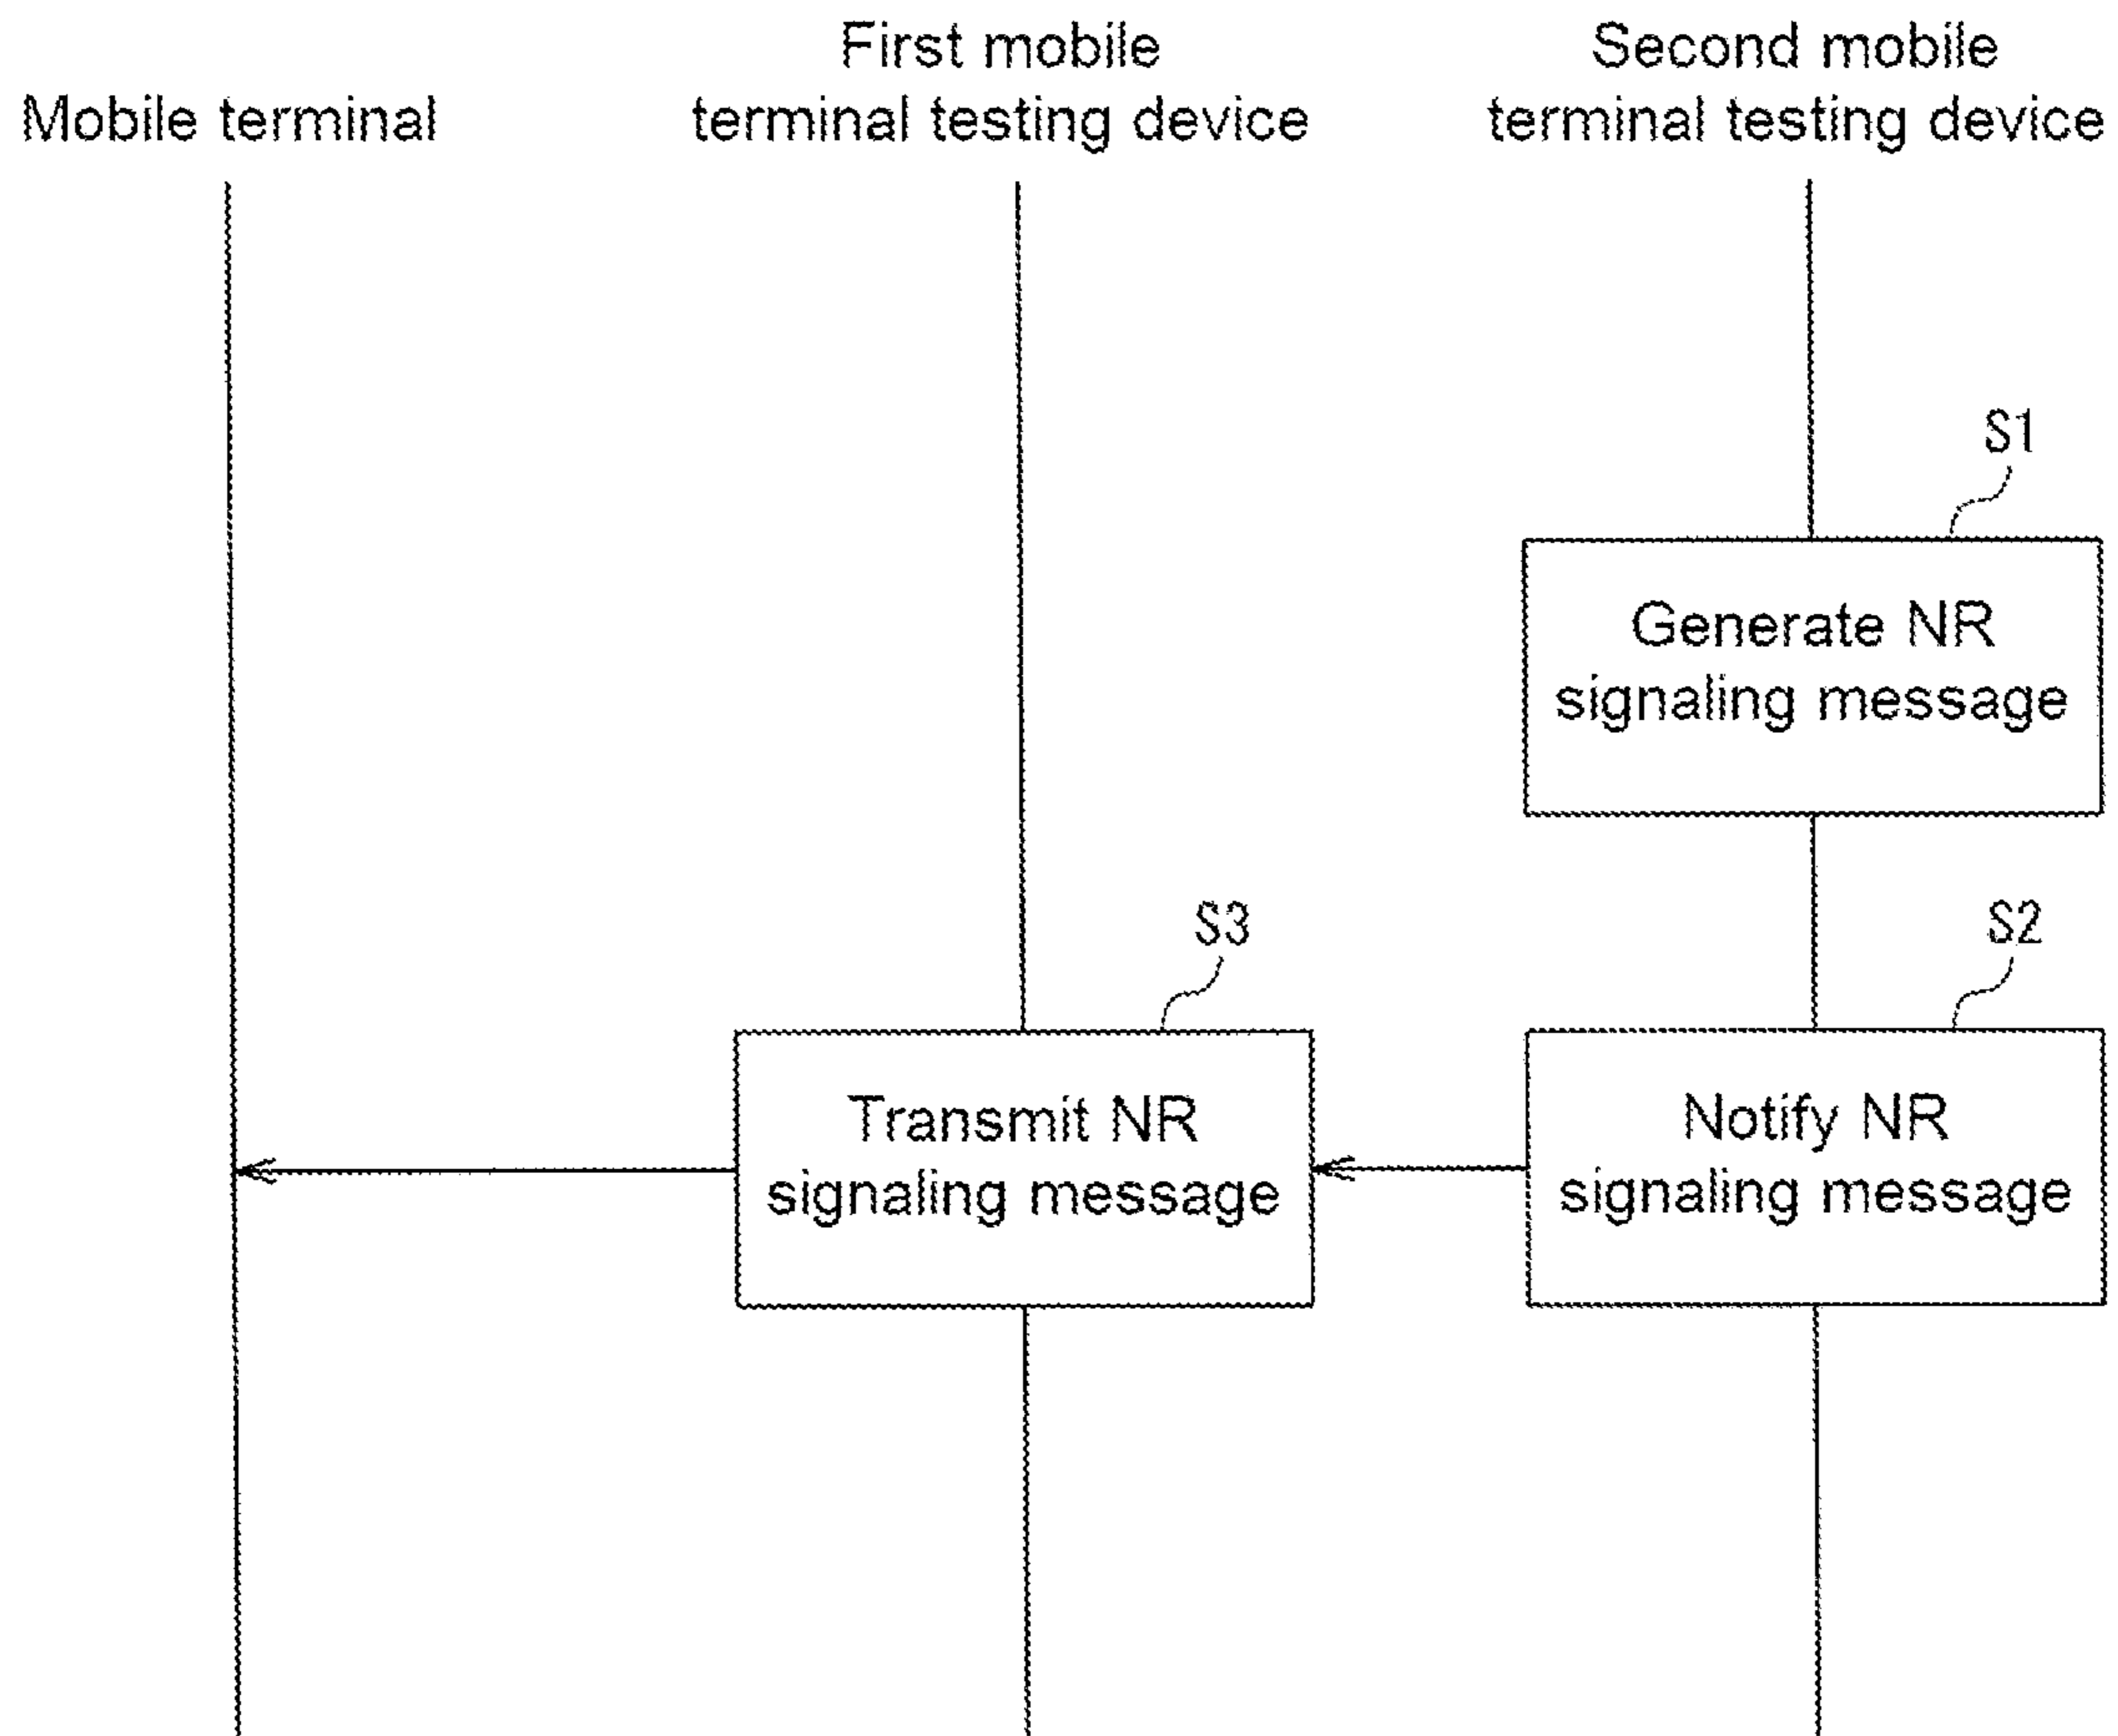 Mobile terminal
First mobile
terminal testing device
Second mobile
terminal testing device
S1
Generate NR
signaling message
S3
Transmit NR
signaling message
S2
Notify NR
signaling message